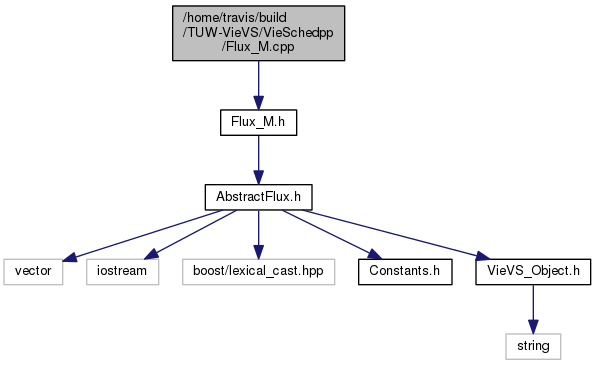 /home/travis/build
/TUW-VieVS/VieSchedpp
/Flux_M.cpp
Flux_M.h
AbstractFlux.h
vector
iostream
boost/lexical_cast.hpp
Constants.h
VieVS_Object.h
string